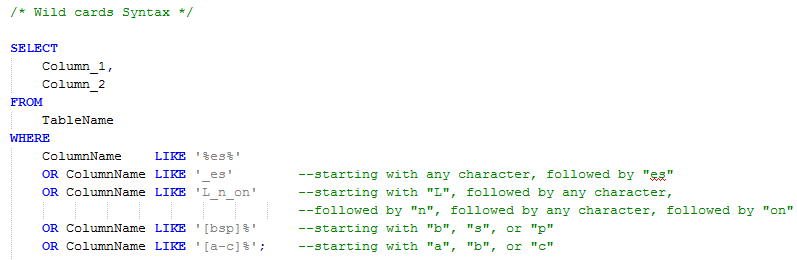 /* Wild cards Syntax */
SELECT
Column_1,
Column_2
FROM
TableName
WHERE
ColumnName LIKE '%es%'
OR ColumnName LIKE '_es' --starting with any character, followed by "es"
OR ColumnName LIKE 'L_n_on' --starting with "L", followed by any character,
--followed by "n", followed by any character, followed by "on"
OR ColumnName LIKE '[bsp]%' --starting with "b", "s", or "p"
OR ColumnName LIKE '[a-c]%'; --starting with "a", "b", or "c"